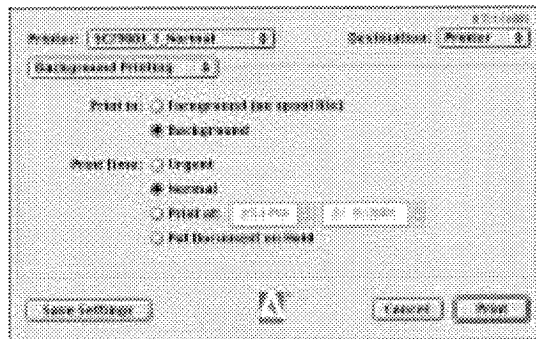 Printer: Normal Destination: Printer
Background Printing
Print in: Foreground (no spool file)
Background
Print Time: Urgent
Normal
Print at:
Put Document on Hold
Save Settings Cancel Print